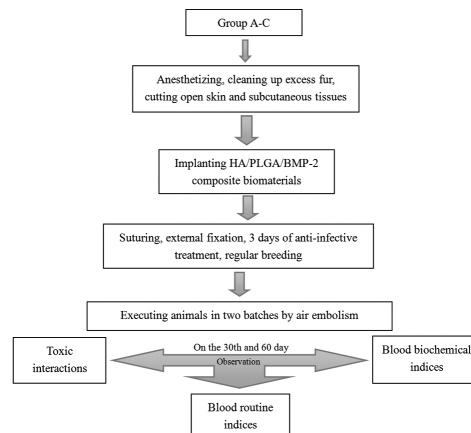 Group A-C
Anesthetizing, cleaning up excess fur,
cutting open skin and subcutaneous tissues
Implanting HA/PLGA/BMP-2
composite biomaterials
Suturing, external fixation, 3 days of anti-infective
treatment, regular breeding
Executing animals in two batches by air embolism
On the 30th and 60 day
Observation
Toxic
interactions
Blood biochemical
indices
Blood routine
indices